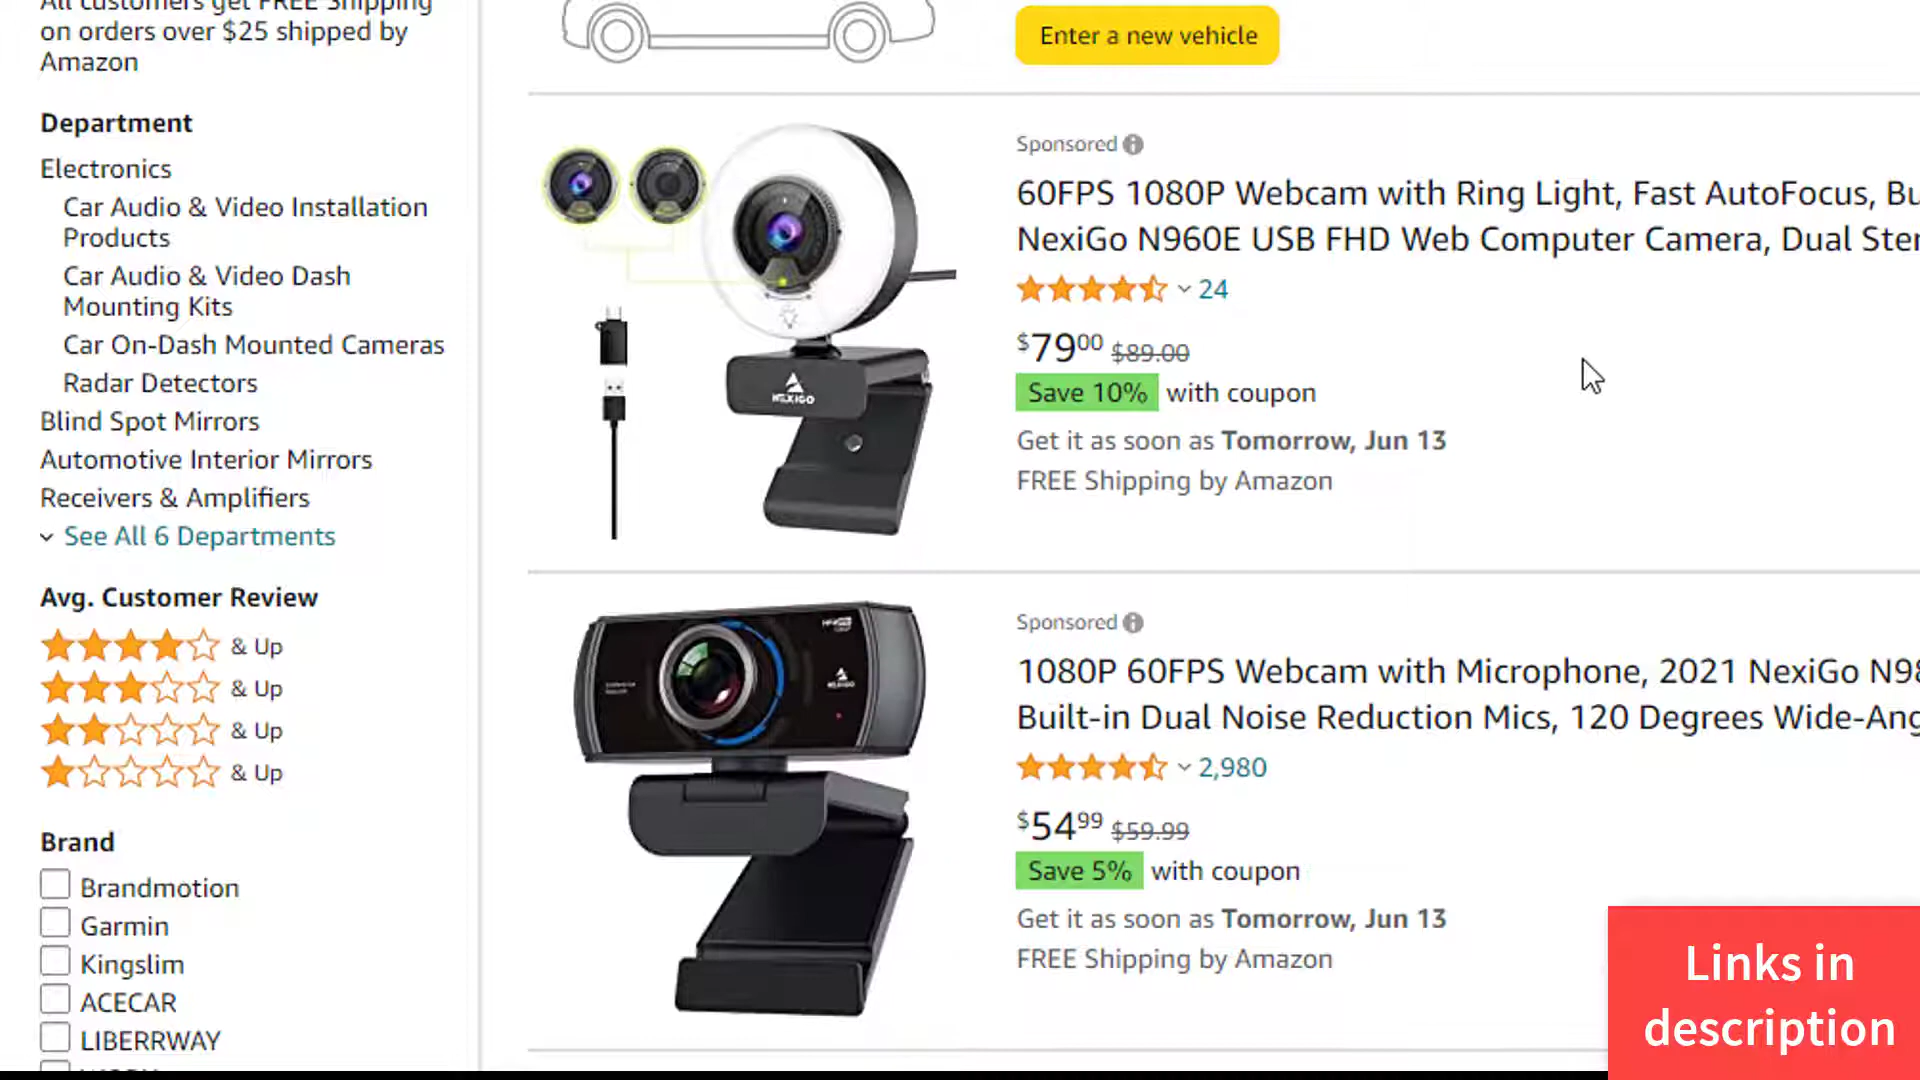 All customers get FREE Shipping
on orders over $25 shipped by
Amazon
Department
Electronics
Car Audio & Video Installation
Products
Car Audio & Video Dash
Mounting Kits
Car On-Dash Mounted Cameras
Radar Detectors
Blind Spot Mirrors
Automotive Interior Mirrors
Receivers & Amplifiers
See All 6 Departments
Avg. Customer Review
& Up
& Up
& Up
& Up
Brand
Brandmotion
Garmin
Kingslim
ACECAR
LIBERRWAY
Enter a new vehicle
Sponsored
60FPS 1080P Webcam with Ring Light, Fast AutoFocus, Bu
NexiGo N960E USB FHD Web Computer Camera, Dual Ster
24
$7900 $89.00
Save 10% with coupon
Get it as soon as Tomorrow, Jun 13
FREE Shipping by Amazon
NEXIGO
Sponsored
1080P 60FPS Webcam with Microphone, 2021 NexiGo N98
Built-in Dual Noise Reduction Mics, 120 Degrees Wide-Ang
2,980
$5499 $59.99
Save 5% with coupon
Get it as soon as Tomorrow, Jun 13
FREE Shipping by Amazon
NEXIGO
Links in
description